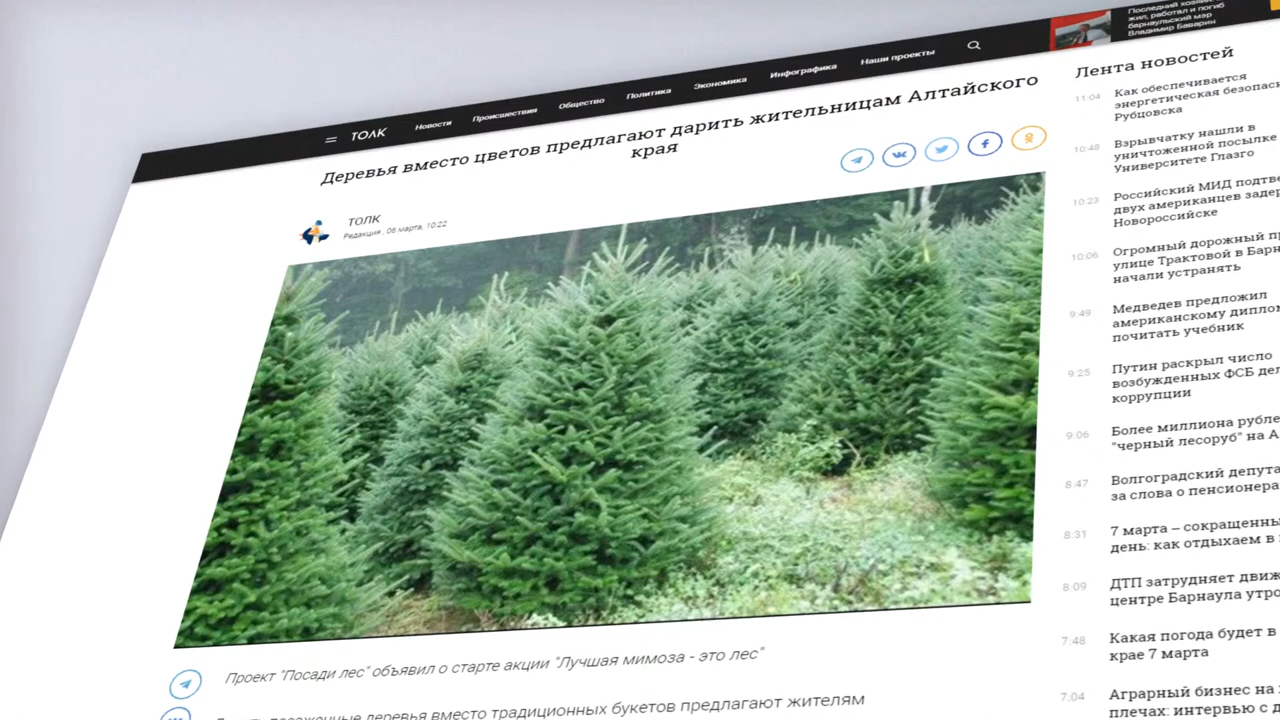 ТОЛК
Новости
Происшествия
Общество
Политика
Экономика
Инфографика
Наши проекты
Последний
жил, работал и погиб
барнаульский мэр
Владимир Баварин
Деревья вместо цветов предлагают дарить жительницам Алтайского
края
ТОЛК
Редакция , 06 марта, 10:22
Проект "Посади лес" объявил о старте акции "Лучшая мимоза - это лес"
деревья вместо традиционных букетов предлагают жителям
Лента новостей
11:04
Как обеспечивается
энергетическая
Рубцовска
10:48
Взрывчатку нашли в
уничтоженной посылке
Университете Глазго
10:23
Российский МИД
двух американцев
Новороссийске
10:06
Огромный дорожный
улице Трактовой в
начали устранять
9:49
Медведев предложил
американскому
почитать учебник
9:25
Путин раскрыл число
возбужденных ФСБ
коррупции
9:06
Более миллиона
"черный лесоруб" на
8:47
Волгоградский
за слова о
8:31
7 марта –
день: как отдыхаем в
8:09
ДТП затрудняет
центре Барнаула
7:48
Какая погода будет в
крае 7 марта
7:04
Аграрный бизнес на
плечах: интервью с